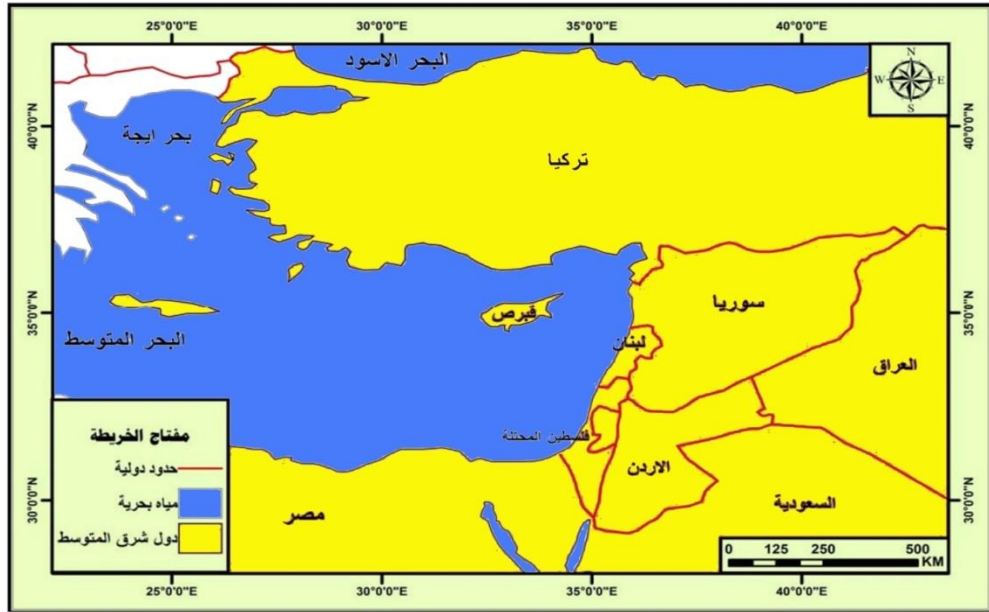 25°0'0"E 30°0'0"E 35°0'0"E 40°0'0"E
N
W E
S
البحر الاسود
40°0'0"N 40°0'0"N
بحر ايجة
تركيا
35°0'0"N 35°0'0"N
قبرص
سوريا
البحر المتوسط
لبنان
العراق
فلسطين المحتلة
الاردن
السعودية
مصر
30°0'0"N 30°0'0"N
مفتاح الخريطة
حدود دولية
مياه بحرية
دول شرق المتوسط
0 125 250 500
KM
25°0'0"E 30°0'0"E 35°0'0"E 40°0'0"E